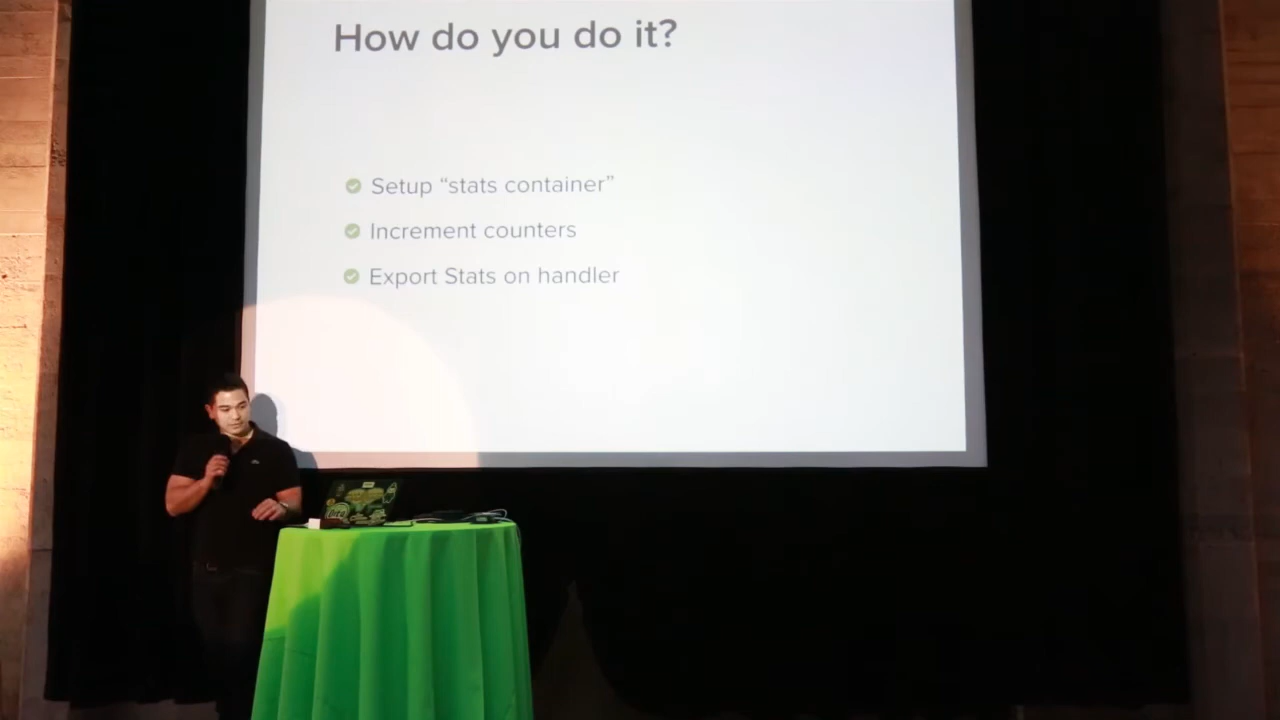 How do you do it?
Setup “stats container”
Increment counters
Export Stats on handler